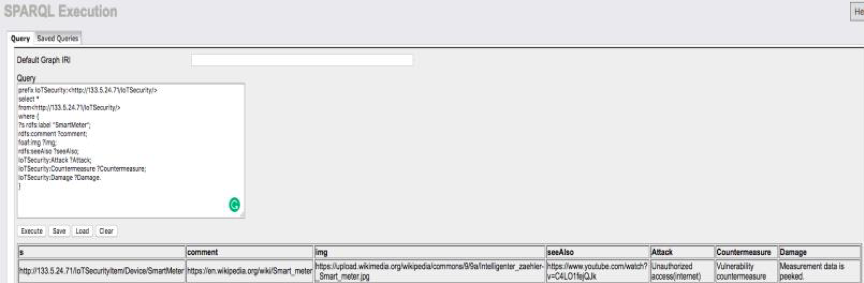 SPARQL Execution
He
Query Saved Queries
Default Graph IRI
Query
prefix IoTSecurity:<http://133.5.24.71/IoTSecurity/>
select *
from<http://133.5.24.71/IoTSecurity/>
where {
?s rdfs:label "SmartMeter";
rdfs:comment ?comment;
foaf:img ?img;
rdfs:seeAlso ?seeAlso;
IoTSecurity:Attack ?Attack;
IoTSecurity:Countermeasure ?Countermeasure;
IoTSecurity:Damage ?Damage.
}
Execute Save Load Clear
s comment img seeAlso Attack Countermeasure Damage
http://133.5.24.71/IoTSecurityItem/Device/SmartMeter https://en.wikipedia.org/wiki/Smart_meter https://upload.wikimedia.org/wikipedia/commons/9/9a/Intelligenter_zaehler- https://www.youtube.com/watch? Unauthorized Vulnerability Measurement data is
_Smart_meter.jpg access(internet) countermeasure peeked.